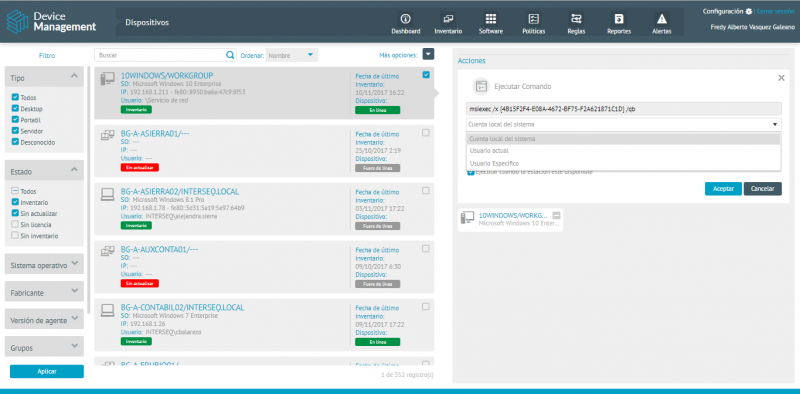 Device
Management
Dispositivos
Dashboard
Inventario
Software
Políticas
Reglas
Reportes
Alertas
Configuración | Cerrar sesión
Fredy Alberto Vasquez Galeano
Filtro
Tipo
Todos
Desktop
Portatil
Servidor
Desconocido
Estado
Todos
Inventario
Sin actualizar
Sin licencia
Sin inventario
Sistema operativo
Fabricante
Versión de agente
Grupos
Aplicar
Buscar
Ordenar:
Nombre
Más opciones:
10WINDOWS/WORKGROUP
SO: Microsoft Windows 10 Enterprise
IP: 192.168.1.211 - fe80::8950:ba6e:47c9:8f53
Usuario: \Servicio de red
Inventario
Fecha de último
inventario:
10/11/2017 16:22
Dispositivo:
En línea
BG-A-ASIERRA01/---
SO: ---
IP: ---
Usuario: ---
Sin actualizar
Fecha de último
inventario:
25/10/2017 2:19
Dispositivo:
Fuera de línea
BG-A-ASIERRA02/INTERSEQ.LOCAL
SO: Microsoft Windows 8.1 Pro
IP: 192.168.1.78 - fe80::3d31:5a19:5e97:64b9
Usuario: INTERSEQ\alejandra.sierra
Inventario
Fecha de último
inventario:
03/11/2017 17:22
Dispositivo:
Fuera de línea
BG-A-AUXCONTA01/---
SO: ---
IP: ---
Usuario: ---
Sin actualizar
Fecha de último
inventario:
09/10/2017 6:30
Dispositivo:
Fuera de línea
BG-A-CONTABIL02/INTERSEQ.LOCAL
SO: Microsoft Windows 7 Enterprise
IP: 192.168.1.26
Usuario: INTERSEQ\cbalareza
Inventario
Fecha de último
inventario:
09/11/2017 17:22
Dispositivo:
En línea
BG-A-ERUBIO01/
Fecha de último
1 de 352 registro(s)
Acciones
Ejecutar Comando
msiexec /x {4B15F2F4-E08A-4672-BF75-F2A621871C1D} /qb
Cuenta local del sistema
Cuenta local del sistema
Usuario actual
Usuario Específico
Ejecutar cuando la estación esté disponible
Aceptar
Cancelar
10WINDOWS/WORKG...
Microsoft Windows 10 Enter...